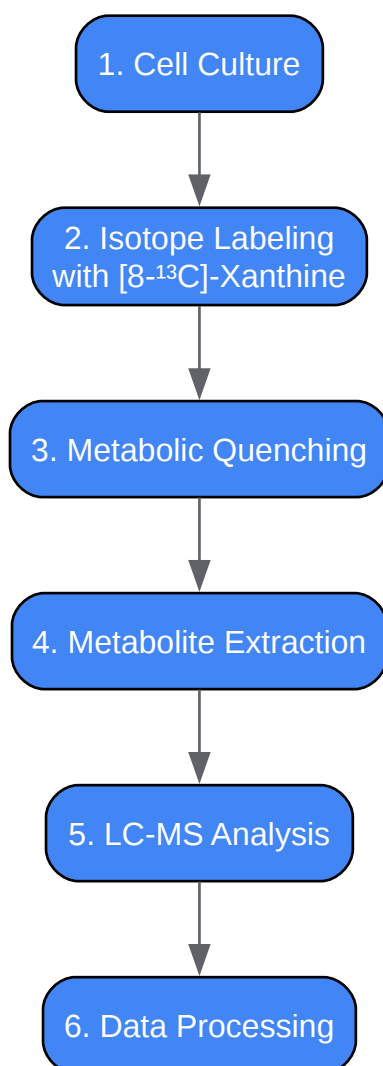 1. Cell Culture
2. Isotope Labeling
with [8-¹³C]-Xanthine
3. Metabolic Quenching
4. Metabolite Extraction
5. LC-MS Analysis
6. Data Processing